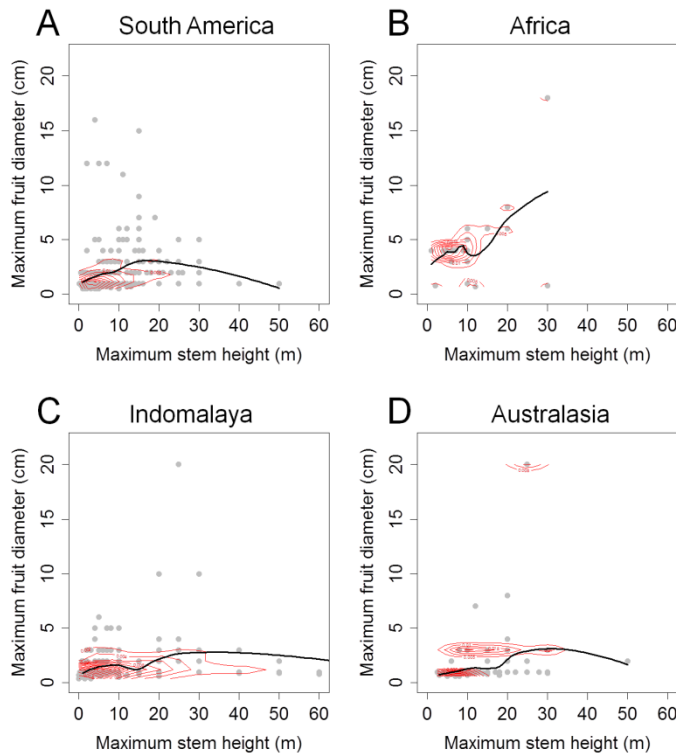 A South America
Maximum fruit diameter (cm)
20
15
10
5
0
0 10 20 30 40 50 60
Maximum stem height (m)
B Africa
Maximum fruit diameter (cm)
20
15
10
5
0
0 10 20 30 40 50 60
Maximum stem height (m)
C Indomalaya
Maximum fruit diameter (cm)
20
15
10
5
0
0 10 20 30 40 50 60
Maximum stem height (m)
D Australasia
Maximum fruit diameter (cm)
20
15
10
5
0
0 10 20 30 40 50 60
Maximum stem height (m)